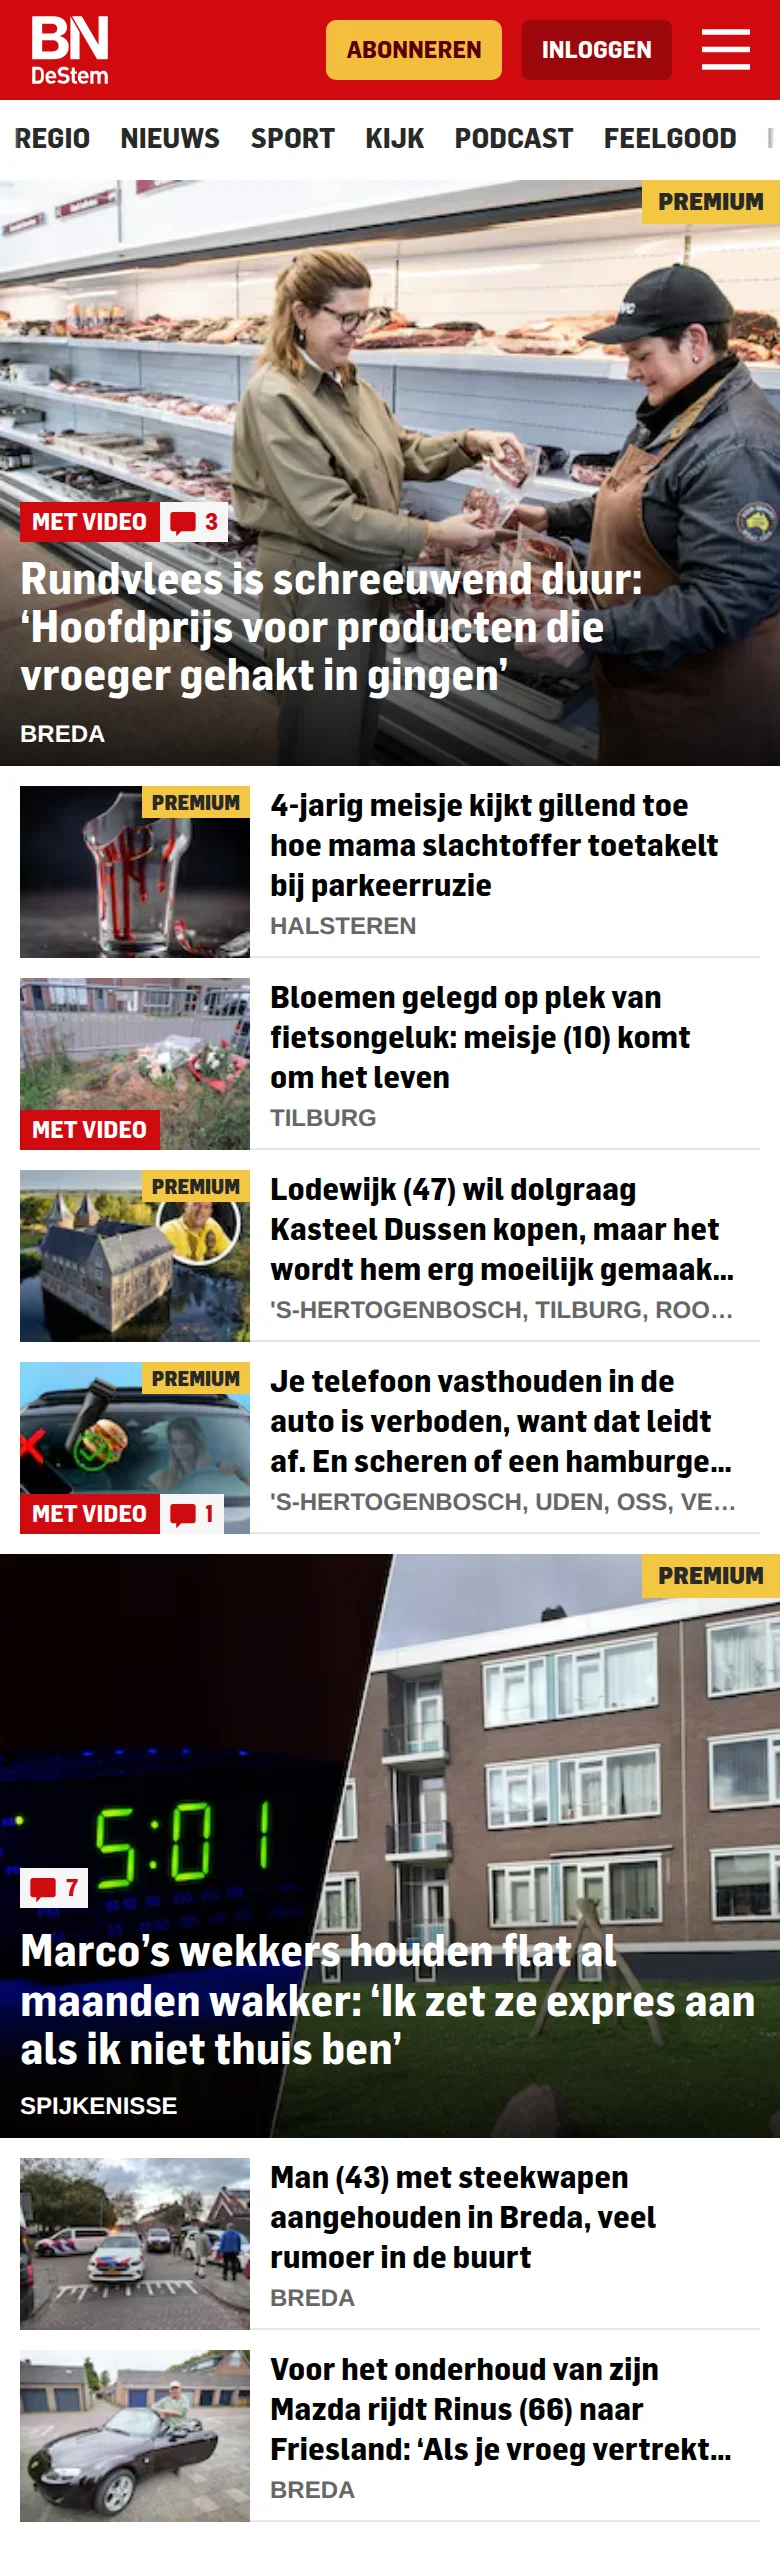 BN
DeStem
ABONNEREN
INLOGGEN
REGIO NIEUWS SPORT KIJK PODCAST FEELGOOD
PREMIUM
MET VIDEO 3
Rundvlees is schreeuwend duur:
‘Hoofdprijs voor producten die
vroeger gehakt in gingen’
BREDA
PREMIUM
4-jarig meisje kijkt gillend toe
hoe mama slachtoffer toetakelt
bij parkeerruzie
HALSTEREN
Bloemen gelegd op plek van
fietsongeluk: meisje (10) komt
om het leven
TILBURG
MET VIDEO
PREMIUM
Lodewijk (47) wil dolgraag
Kasteel Dussen kopen, maar het
wordt hem erg moeilijk gemaak...
'S-HERTOGENBOSCH, TILBURG, ROO...
PREMIUM
Je telefoon vasthouden in de
auto is verboden, want dat leidt
af. En scheren of een hamburge...
'S-HERTOGENBOSCH, UDEN, OSS, VE...
MET VIDEO 1
PREMIUM
5:01
7
Marco’s wekkers houden flat al
maanden wakker: ‘Ik zet ze expres aan
als ik niet thuis ben’
SPIJKENISSE
Man (43) met steekwapen
aangehouden in Breda, veel
rumoer in de buurt
BREDA
Voor het onderhoud van zijn
Mazda rijdt Rinus (66) naar
Friesland: ‘Als je vroeg vertrekt...
BREDA